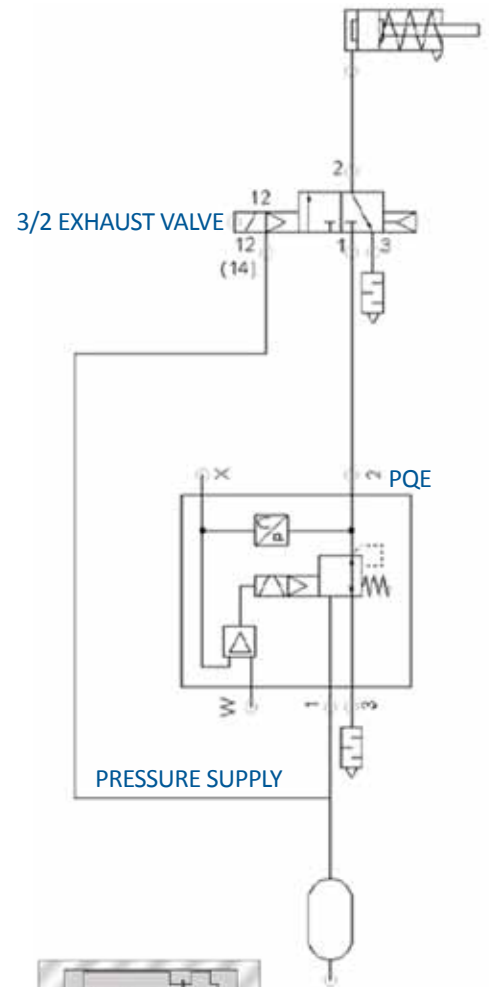 2
12
3/2 EXHAUST VALVE
12
1
3
(14)
X
2
PQE
U
p
W
1
3
PRESSURE SUPPLY